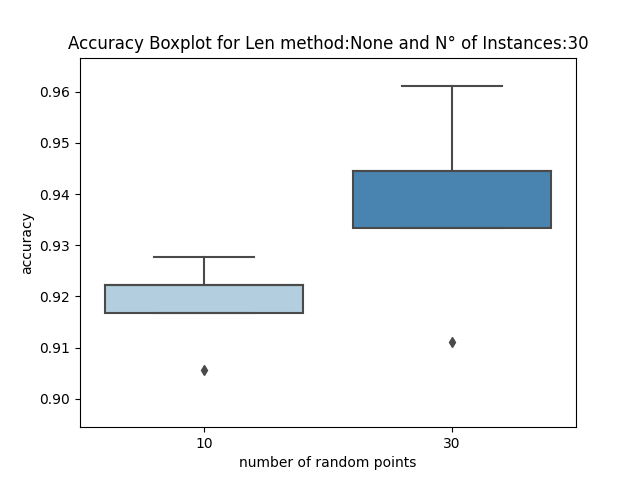 Accuracy Boxplot for Len method:None and N° of Instances:30
0.96
0.95
0.94
0.93
0.92
0.91
0.90
accuracy
10 30
number of random points